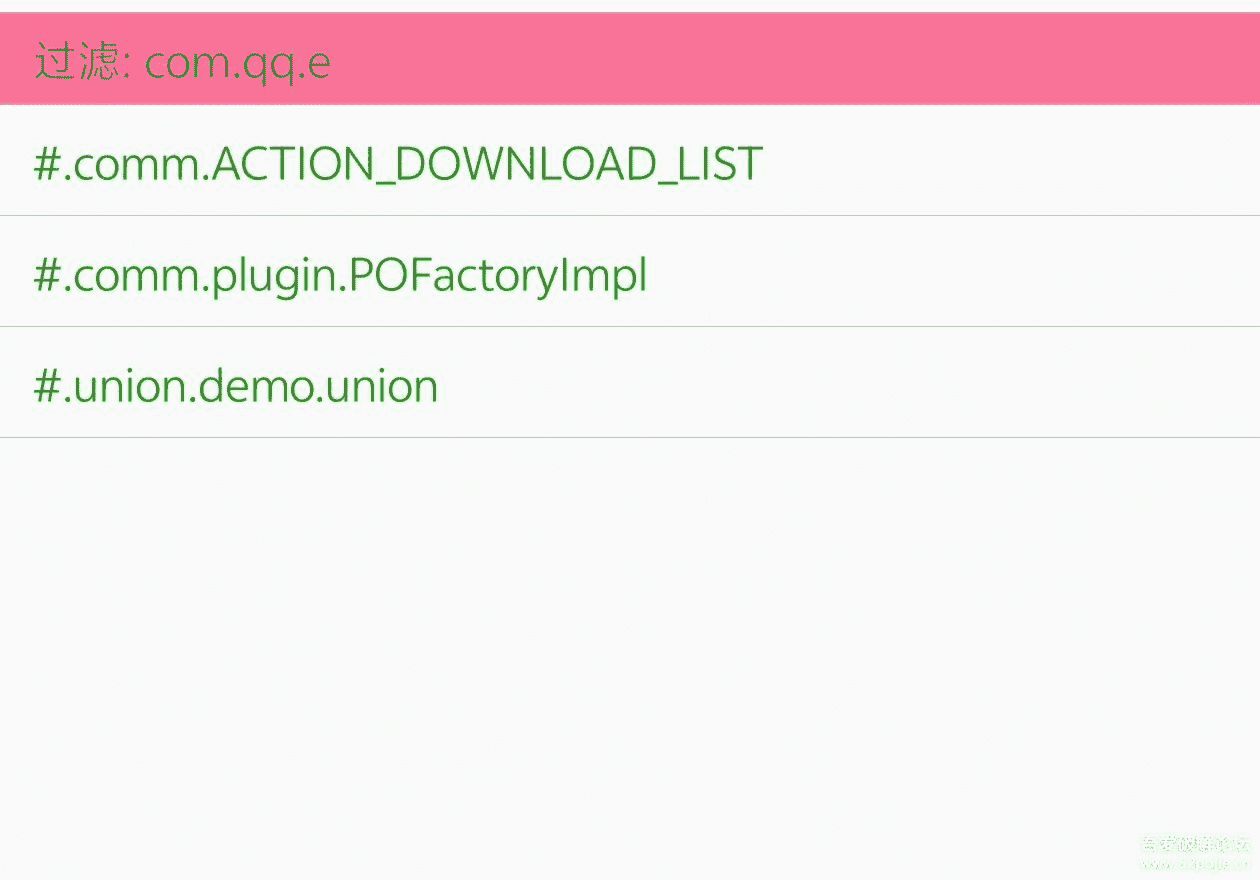 过滤: com.qq.e
#.comm.ACTION_DOWNLOAD_LIST
#.comm.plugin.POFactoryImpl
#.union.demo.union